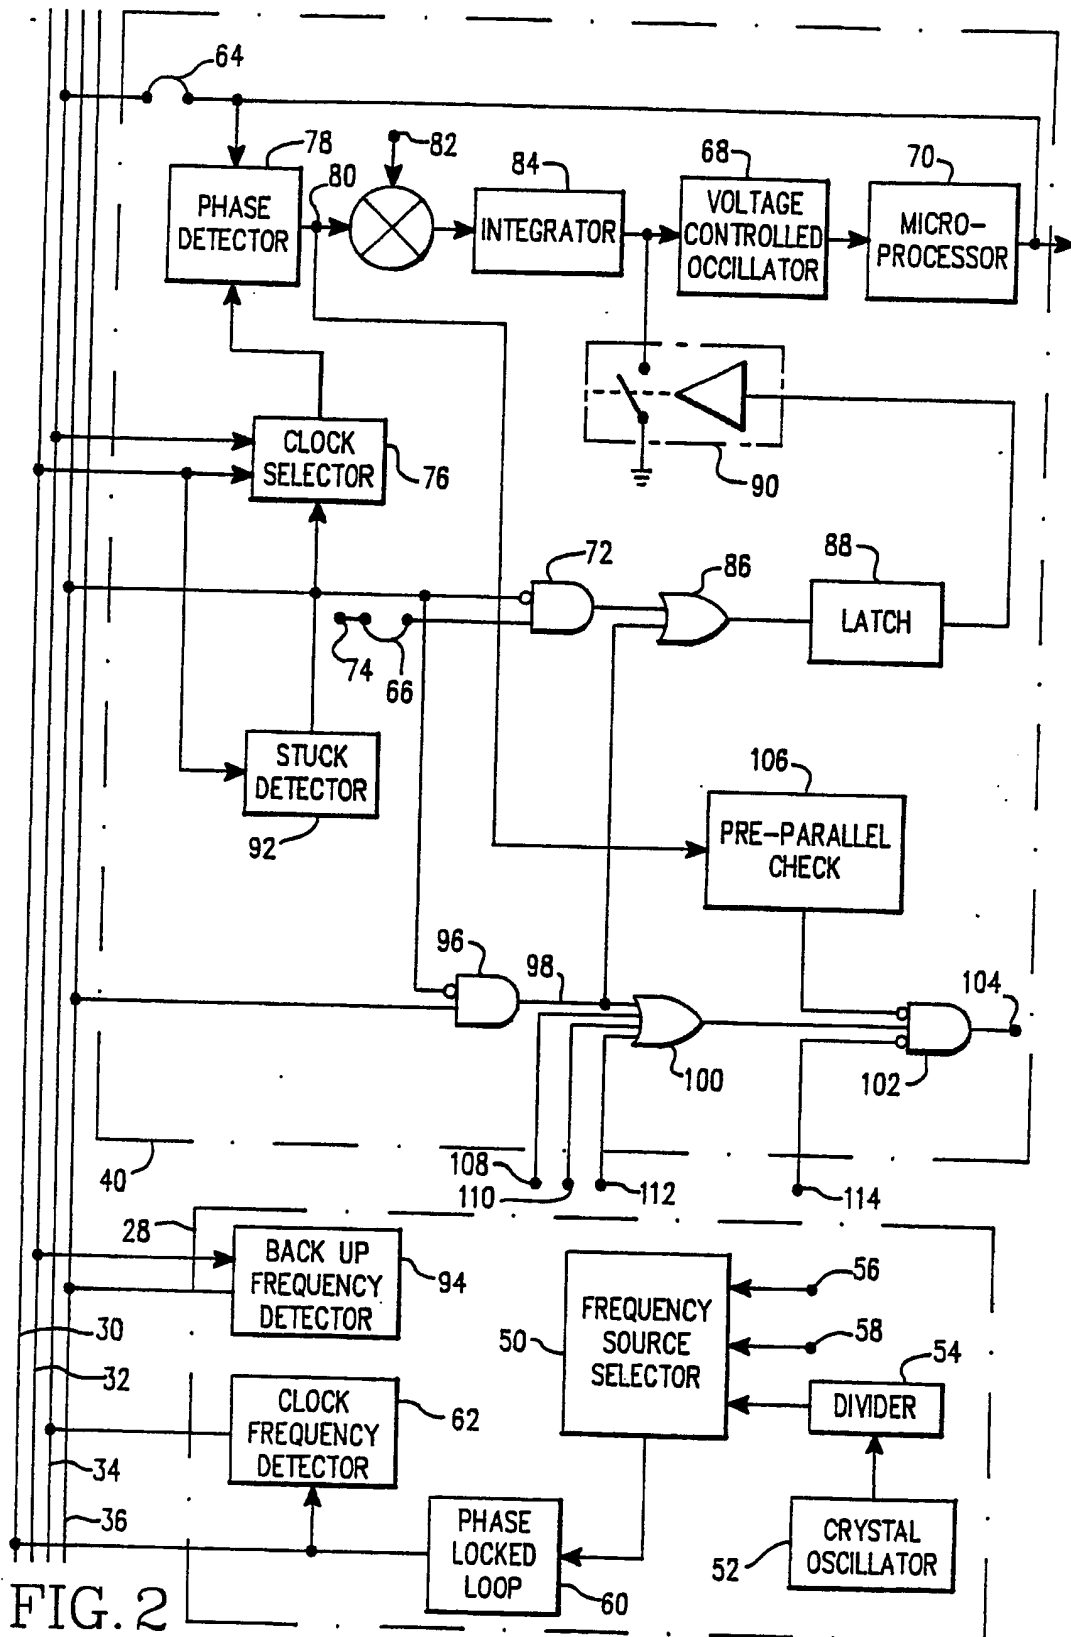 64
78
82
80
84
68
70
PHASE
DETECTOR
INTEGRATOR
VOLTAGE
CONTROLLED
OCCILLATOR
MICRO-
PROCESSOR
CLOCK
SELECTOR
76
90
72
86
88
LATCH
74
66
STUCK
DETECTOR
92
106
PRE-PARALLEL
CHECK
96
98
100
104
102
40
108
110
112
114
28
BACK UP
FREQUENCY
DETECTOR
94
FREQUENCY
SOURCE
SELECTOR
50
56
58
54
DIVIDER
30
32
CLOCK
FREQUENCY
DETECTOR
62
34
36
PHASE
LOCKED
LOOP
60
52
CRYSTAL
OSCILLATOR
FIG. 2